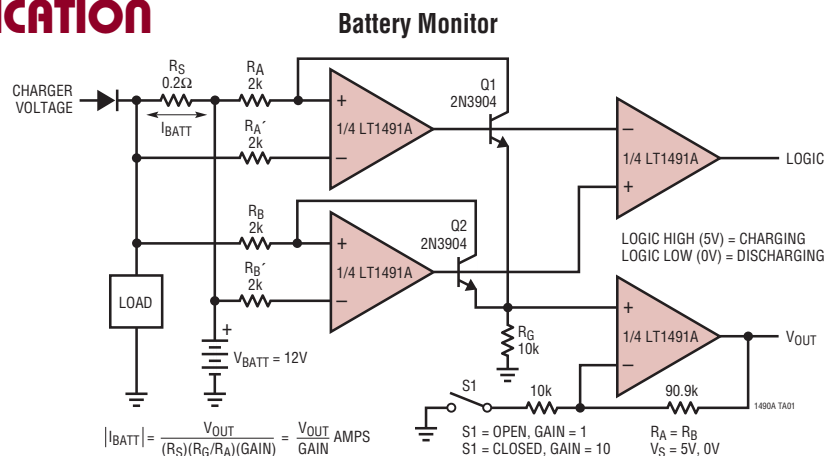 ICATION
Battery Monitor
CHARGER
VOLTAGE
RS
0.2Ω
IBATT
RA
2k
RA´
2k
+
–
1/4 LT1491A
Q1
2N3904
–
+
1/4 LT1491A
LOGIC
LOGIC HIGH (5V) = CHARGING
LOGIC LOW (0V) = DISCHARGING
RB
2k
RB´
2k
+
–
1/4 LT1491A
Q2
2N3904
LOAD
+
VBATT = 12V
RG
10k
+
–
1/4 LT1491A
VOUT
S1
10k
90.9k
1490A TA01
S1 = OPEN, GAIN = 1
S1 = CLOSED, GAIN = 10
RA = RB
VS = 5V, 0V
|IBATT| = VOUT / (RS)(RG/RA)(GAIN) = VOUT / GAIN AMPS